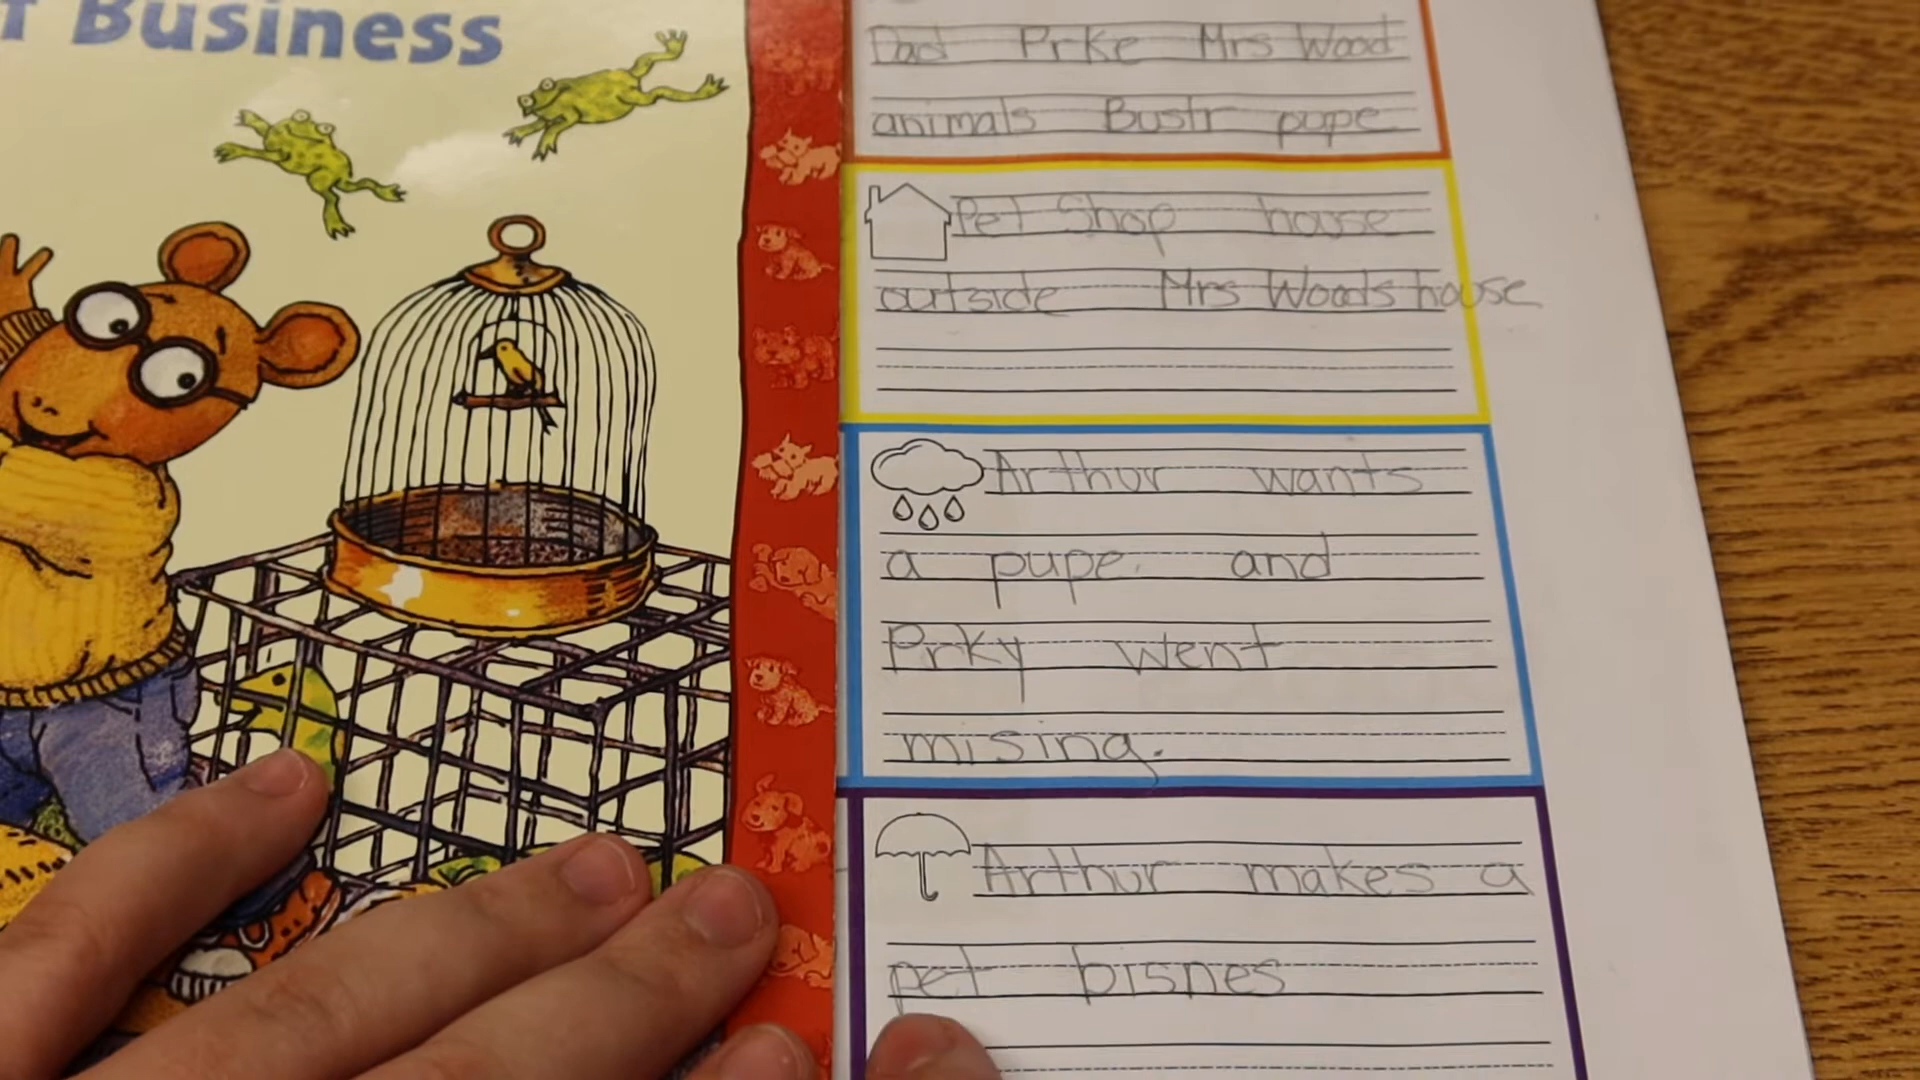 Business
Dad Prke Mrs Wood
animals Bustr pupe
Pet Shop house
outside Mrs Woods house
Arthur wants
a pupe. and
Prky went
mising.
Arthur makes a
pet bisnes